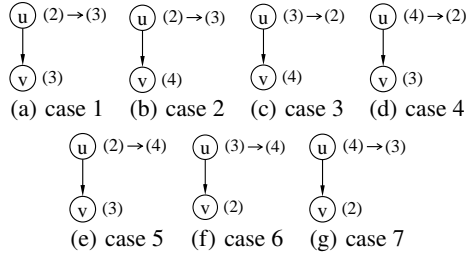 u (2)→(3) u (2)→(3) u (3)→(2) u (4)→(2)
v (3) v (4) v (4) v (3)
(a) case 1 (b) case 2 (c) case 3 (d) case 4
u (2)→(4) u (3)→(4) u (4)→(3)
v (3) v (2) v (2)
(e) case 5 (f) case 6 (g) case 7